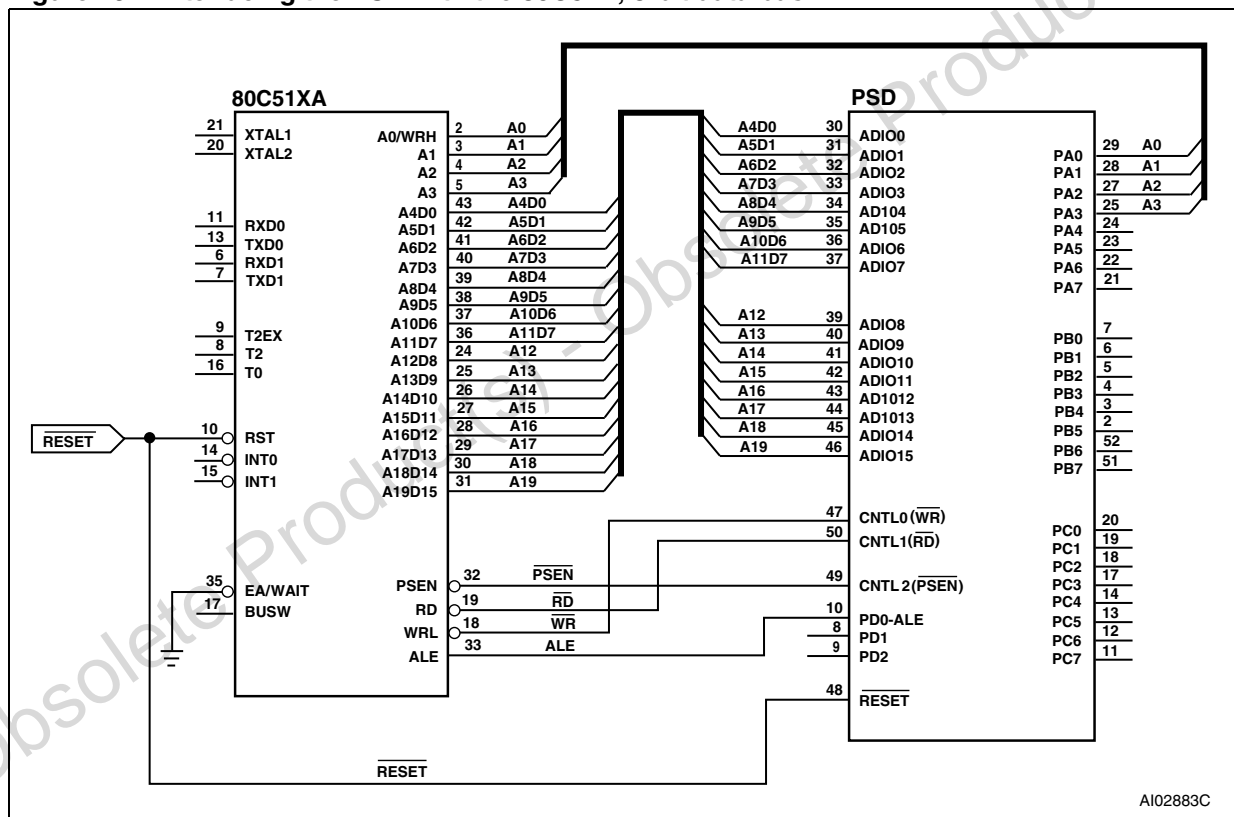 80C51XA
PSD
21 XTAL1
20 XTAL2
11 RXD0
13 TXD0
6 RXD1
7 TXD1
9 T2EX
8 T2
16 T0
RESET
10 RST
14 INT0
15 INT1
35 EA/WAIT
17 BUSW
A0/WRH 2 A0
A1 3 A1
A2 4 A2
A3 5 A3
A4D0 43 A4D0
A5D1 42 A5D1
A6D2 41 A6D2
A7D3 40 A7D3
A8D4 39 A8D4
A9D5 38 A9D5
A10D6 37 A10D6
A11D7 36 A11D7
A12D8 24 A12
A13D9 25 A13
A14D10 26 A14
A15D11 27 A15
A16D12 28 A16
A17D13 29 A17
A18D14 30 A18
A19D15 31 A19
PSEN 32 PSEN
RD 19 RD
WRL 18 WR
ALE 33 ALE
A4D0 30 ADIO0
A5D1 31 ADIO1
A6D2 32 ADIO2
A7D3 33 ADIO3
A8D4 34 AD104
A9D5 35 AD105
A10D6 36 ADIO6
A11D7 37 ADIO7
A12 39 ADIO8
A13 40 ADIO9
A14 41 ADIO10
A15 42 ADIO11
A16 43 AD1012
A17 44 AD1013
A18 45 ADIO14
A19 46 ADIO15
47 CNTL0(WR)
50 CNTL1(RD)
49 CNTL2(PSEN)
10 PD0-ALE
8 PD1
9 PD2
48 RESET
PA0 29 A0
PA1 28 A1
PA2 27 A2
PA3 25 A3
PA4 24
PA5 23
PA6 22
PA7 21
PB0 7
PB1 6
PB2 5
PB3 4
PB4 3
PB5 2
PB6 52
PB7 51
PC0 20
PC1 19
PC2 18
PC3 17
PC4 14
PC5 13
PC6 12
PC7 11
RESET
AI02883C
Obsolete Product(s) - Obsolete Produc